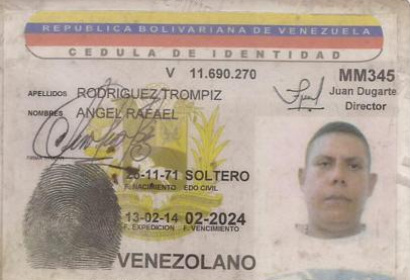 REPUBLICA BOLIVARIANA DE VENEZUELA
CEDULA DE IDENTIDAD
V 11.690.270
MM345
APELLIDOS RODRIGUEZ TROMPIZ
Juan Dugarte
Director
NOMBRES ANGEL RAFAEL
26-11-71 SOLTERO
F. NACIMIENTO EDO CIVIL
13-02-14 02-2024
F. EXPEDICION F. VENCIMIENTO
VENEZOLANO